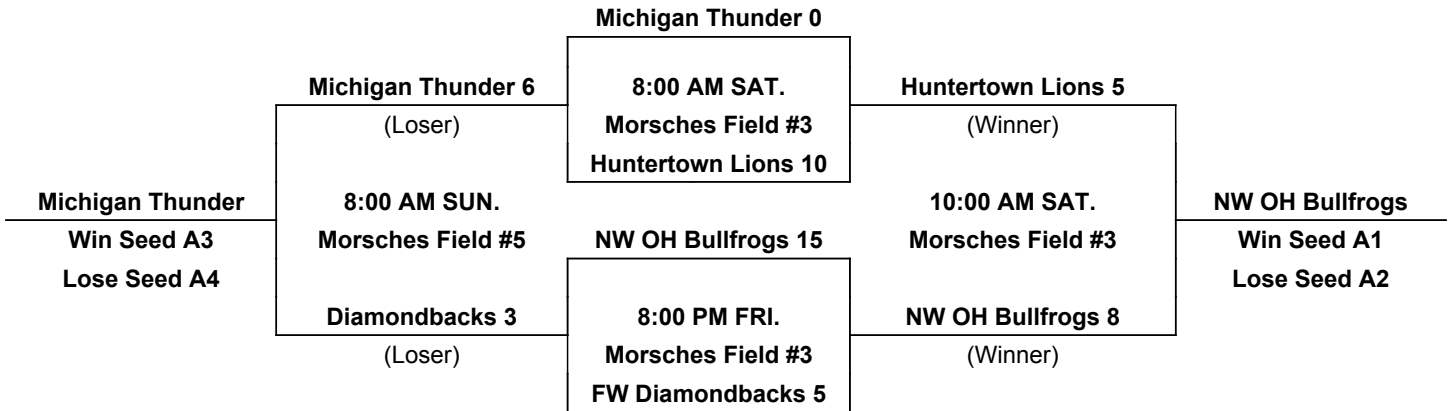 Michigan Thunder 0
Michigan Thunder 6
8:00 AM SAT.
Huntertown Lions 5
(Loser)
Morsches Field #3
(Winner)
Huntertown Lions 10
Michigan Thunder
8:00 AM SUN.
10:00 AM SAT.
NW OH Bullfrogs
Win Seed A3
Morsches Field #5
NW OH Bullfrogs 15
Morsches Field #3
Win Seed A1
Lose Seed A4
Lose Seed A2
Diamondbacks 3
8:00 PM FRI.
NW OH Bullfrogs 8
(Loser)
Morsches Field #3
(Winner)
FW Diamondbacks 5